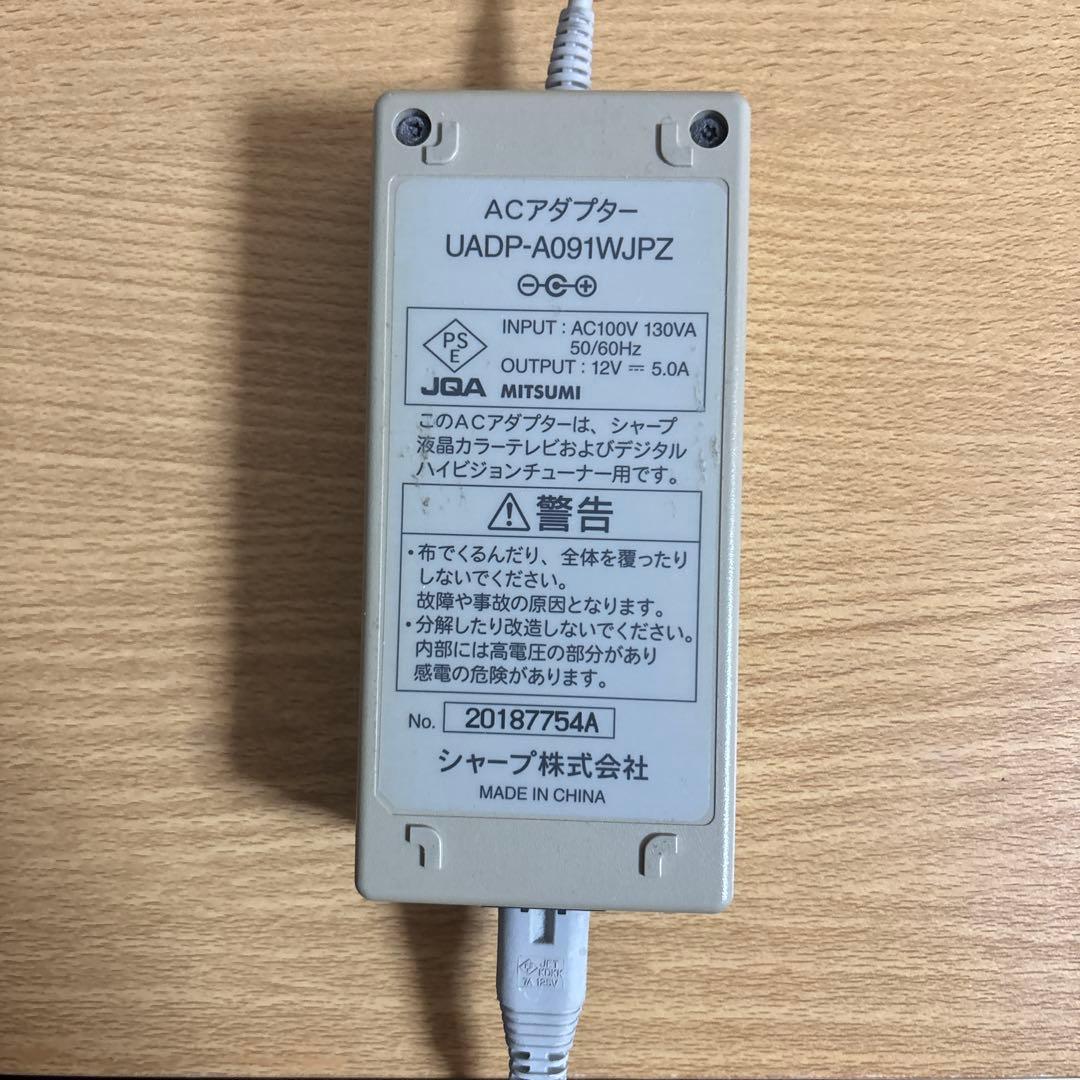 ACアダプター
UADP-A091WJPZ
INPUT : AC100V 130VA
50/60Hz
OUTPUT : 12V ⎓ 5.0A
PS
E
JQA MITSUMI
このACアダプターは、シャープ
液晶カラーテレビおよびデジタル
ハイビジョンチューナー用です。
⚠警告
・布でくるんだり、全体を覆ったり
しないでください。
故障や事故の原因となります。
・分解したり改造しないでください。
内部には高電圧の部分があり
感電の危険があります。
No. 20187754A
シャープ株式会社
MADE IN CHINA
JET
KDKK
7A 125V